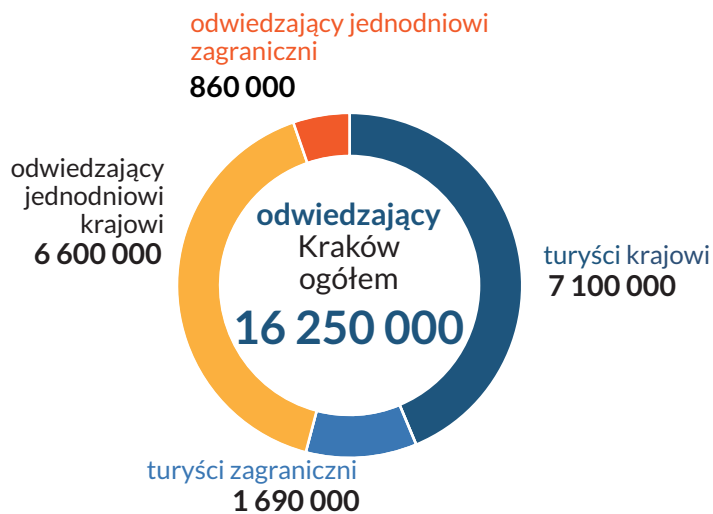 odwiedzający jednodniowi
zagraniczni
860 000
odwiedzający
jednodniowi
krajowi
6 600 000
odwiedzający
Kraków
ogółem
16 250 000
turyści krajowi
7 100 000
turyści zagraniczni
1 690 000